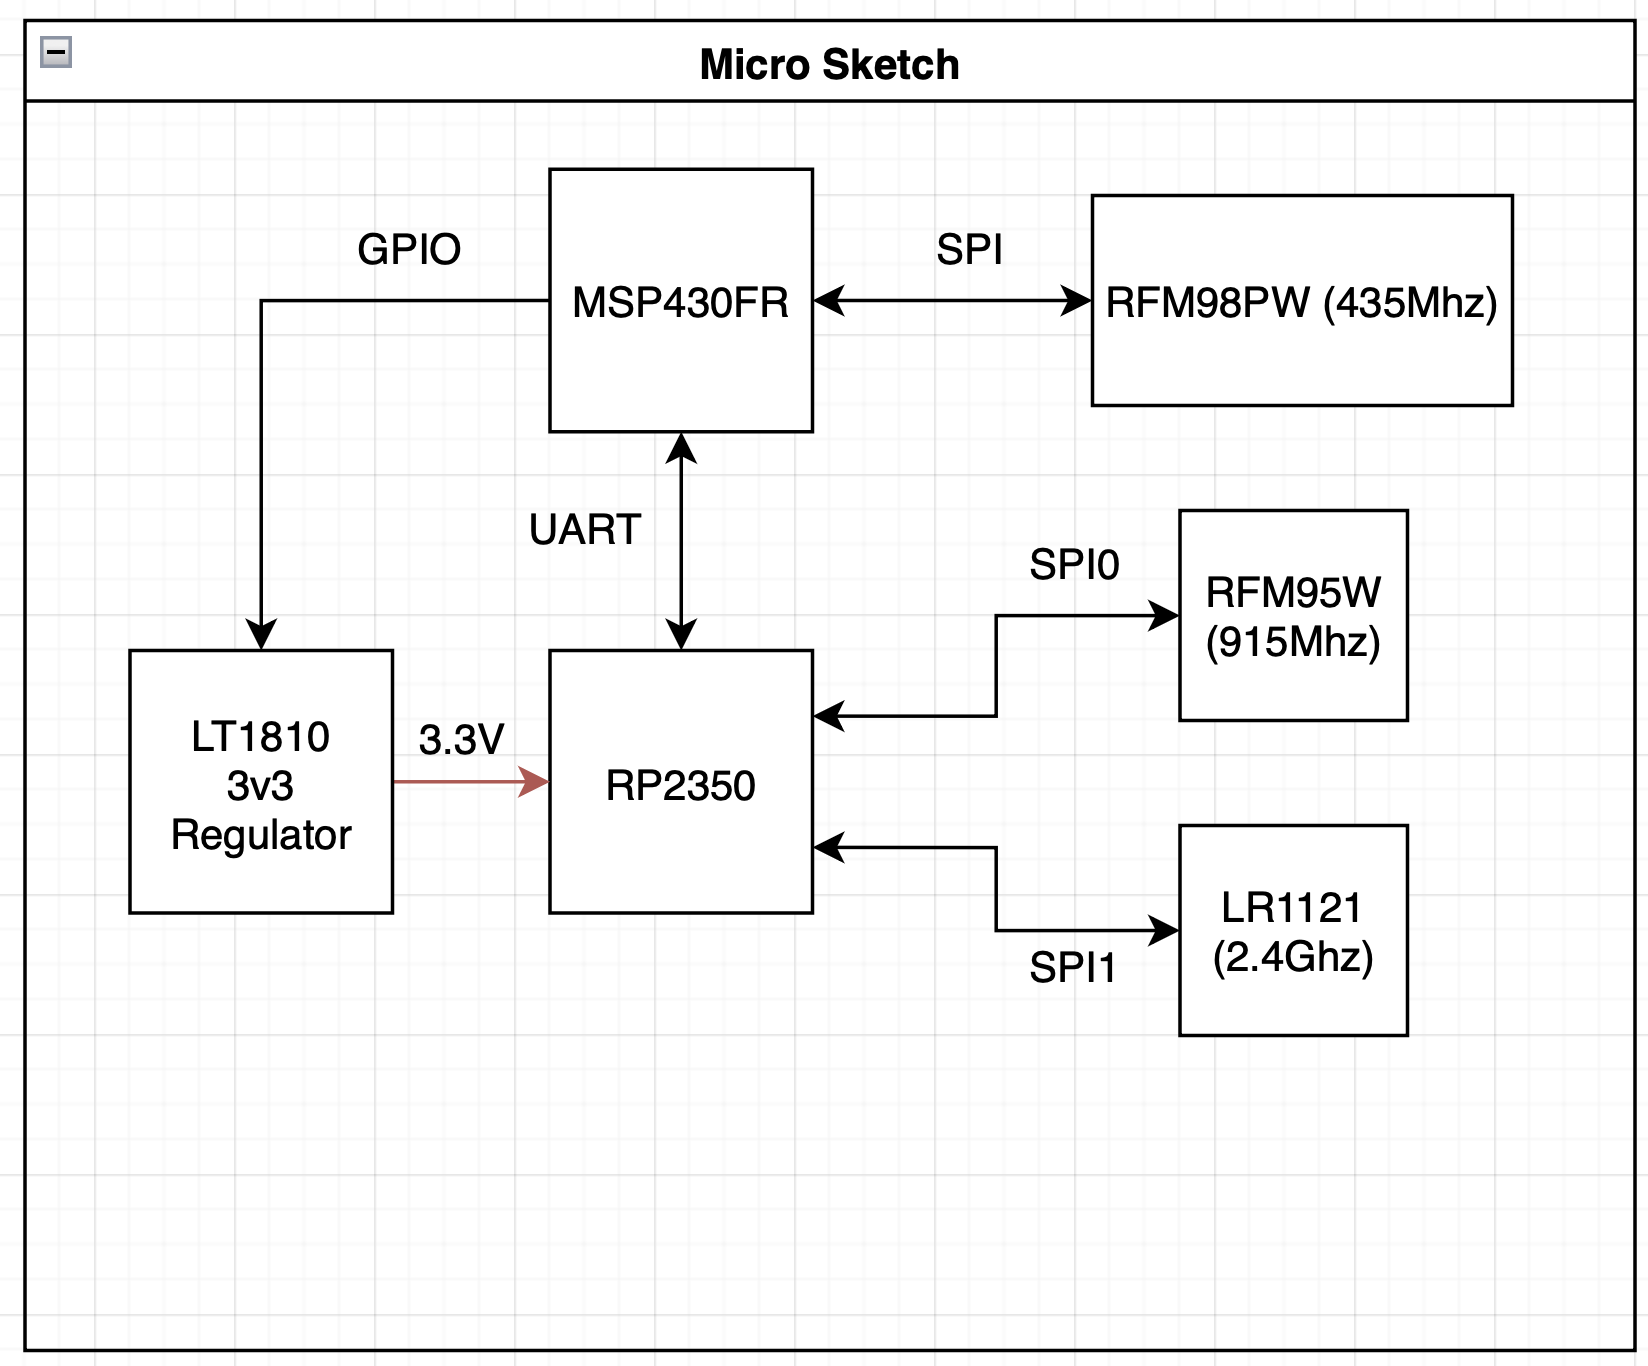 Micro Sketch
GPIO
MSP430FR
SPI
RFM98PW (435Mhz)
UART
SPI0
RFM95W
(915Mhz)
LT1810
3v3
Regulator
3.3V
RP2350
LR1121
(2.4Ghz)
SPI1